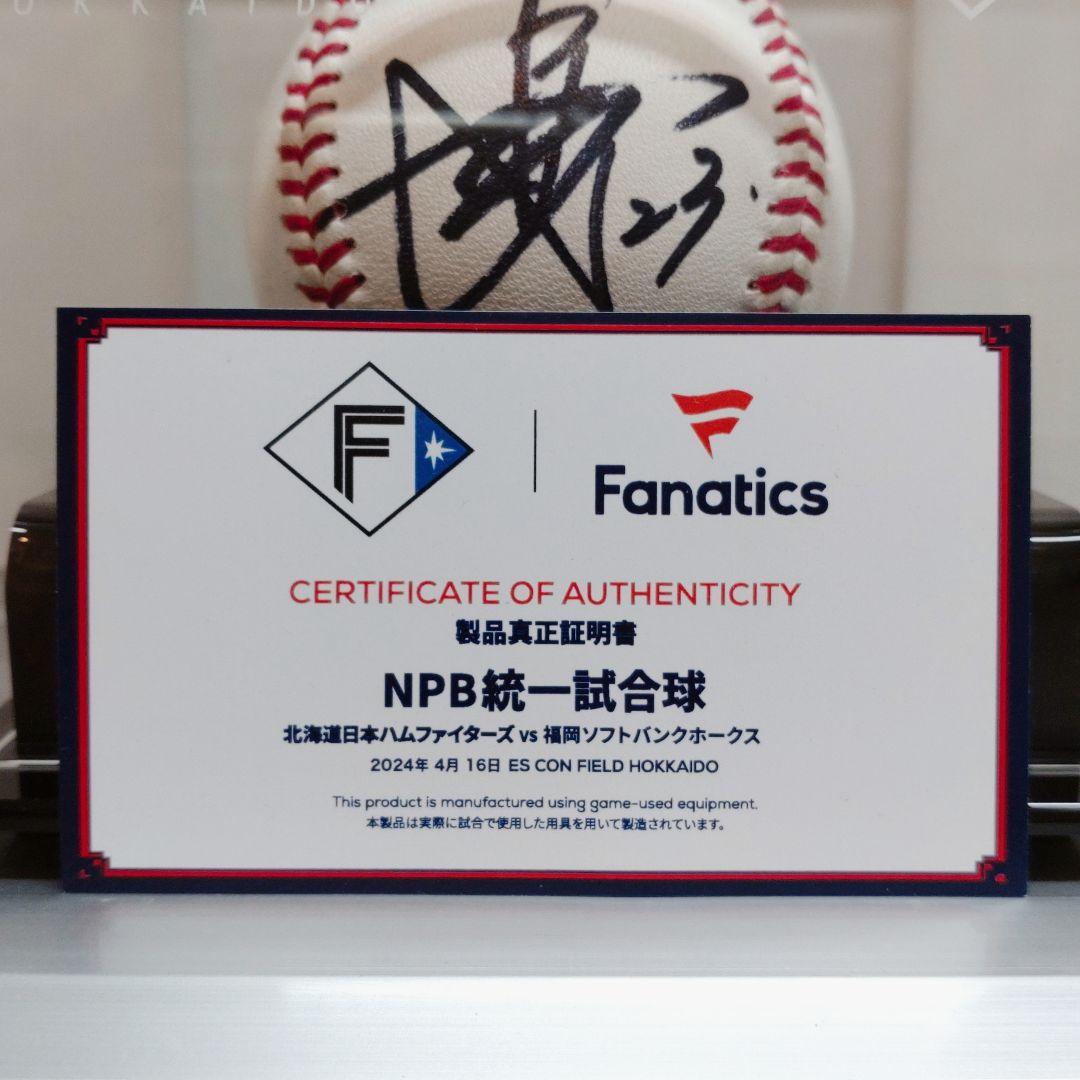 23.
F
Fanatics
CERTIFICATE OF AUTHENTICITY
製品真正証明書
NPB統一試合球
北海道日本ハムファイターズ vs 福岡ソフトバンクホークス
2024年 4月 16日 ES CON FIELD HOKKAIDO
This product is manufactured using game-used equipment.
本製品は実際に試合で使用した用具を用いて製造されています。